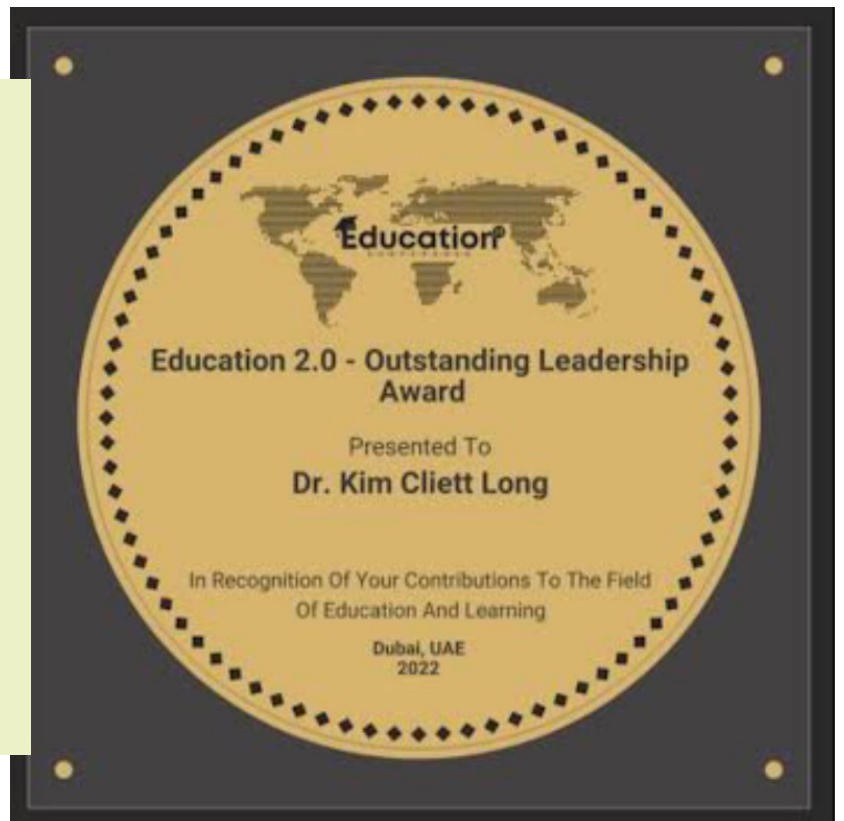 Education
CONFERENCE
Education 2.0 - Outstanding Leadership
Award
Presented To
Dr. Kim Cliett Long
In Recognition Of Your Contributions To The Field
Of Education And Learning
Dubai, UAE
2022